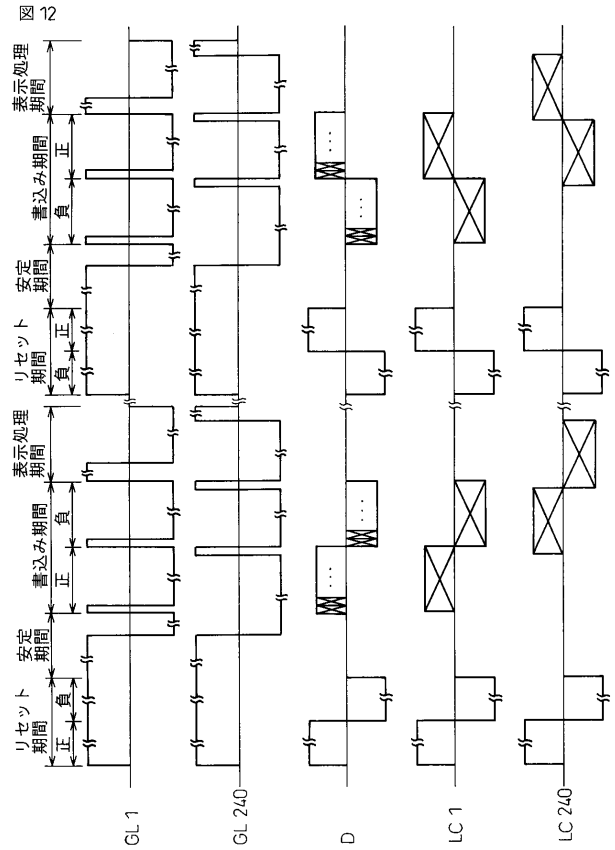 図12
リセット
期間
正
負
安定
期間
書込み期間
正
負
表示処理
期間
リセット
期間
負
正
安定
期間
書込み期間
負
正
表示処理
期間
GL 1
GL 240
D
LC 1
LC 240